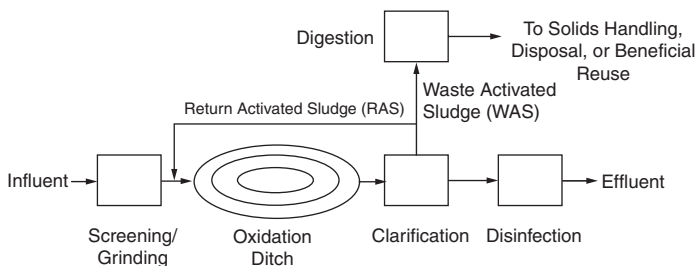 Digestion
To Solids Handling,
Disposal, or Beneficial
Reuse
Waste Activated
Sludge (WAS)
Return Activated Sludge (RAS)
Influent
Effluent
Screening/
Grinding
Oxidation
Ditch
Clarification
Disinfection